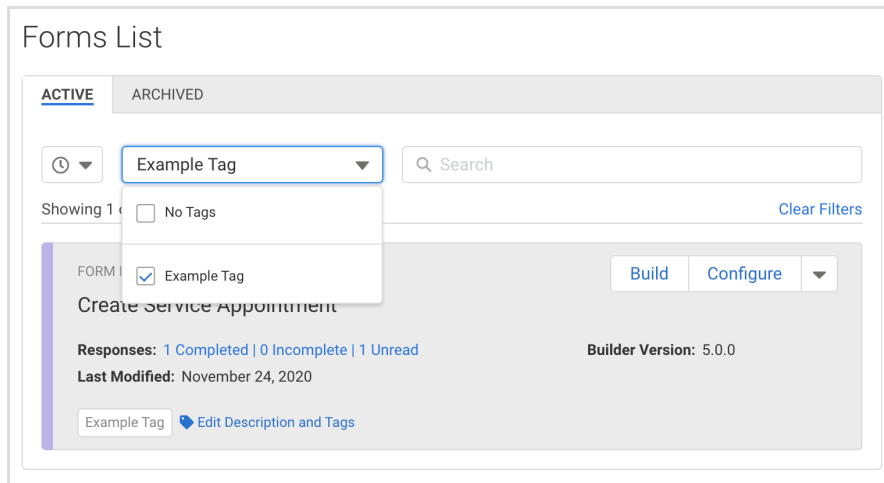 Forms List
ACTIVE ARCHIVED
Example Tag Search
Showing 1
Clear Filters
No Tags
Example Tag
FORM
Build Configure
Create Service Appointment
Responses: 1 Completed | 0 Incomplete | 1 Unread Builder Version: 5.0.0
Last Modified: November 24, 2020
Example Tag Edit Description and Tags